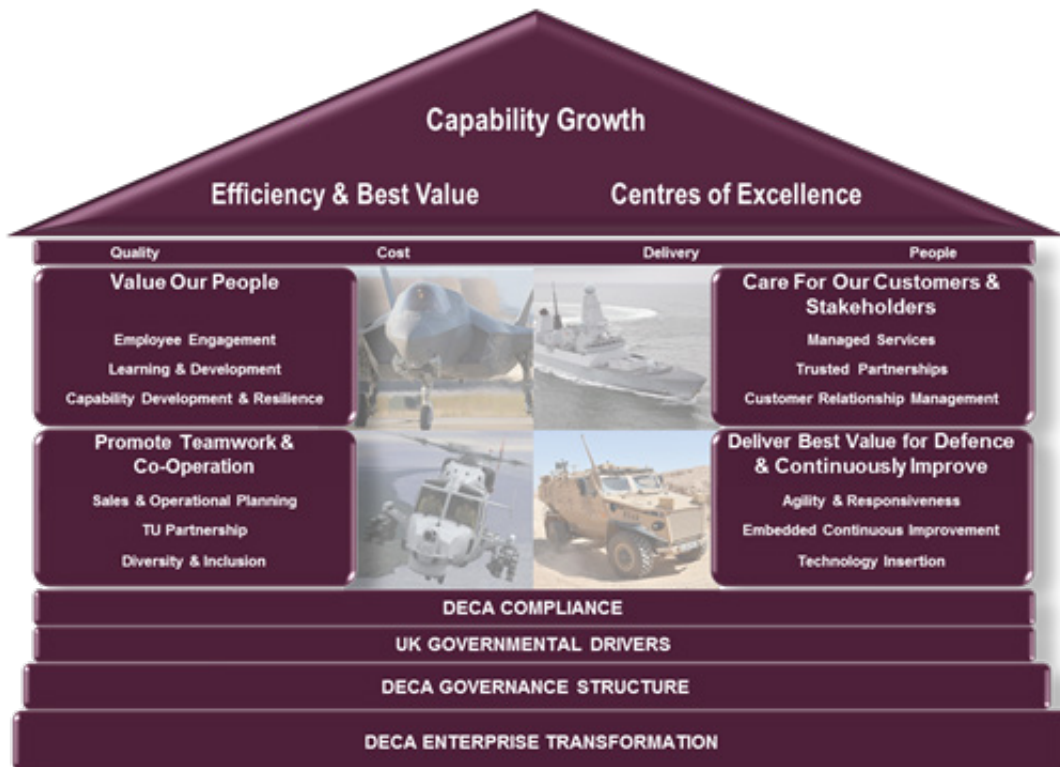 Capability Growth
Efficiency & Best Value
Centres of Excellence
Quality
Cost
Delivery
People
Value Our People
Employee Engagement
Learning & Development
Capability Development & Resilience
Care For Our Customers &
Stakeholders
Managed Services
Trusted Partnerships
Customer Relationship Management
Promote Teamwork &
Co-Operation
Sales & Operational Planning
TU Partnership
Diversity & Inclusion
Deliver Best Value for Defence
& Continuously Improve
Agility & Responsiveness
Embedded Continuous Improvement
Technology Insertion
DECA COMPLIANCE
UK GOVERNMENTAL DRIVERS
DECA GOVERNANCE STRUCTURE
DECA ENTERPRISE TRANSFORMATION